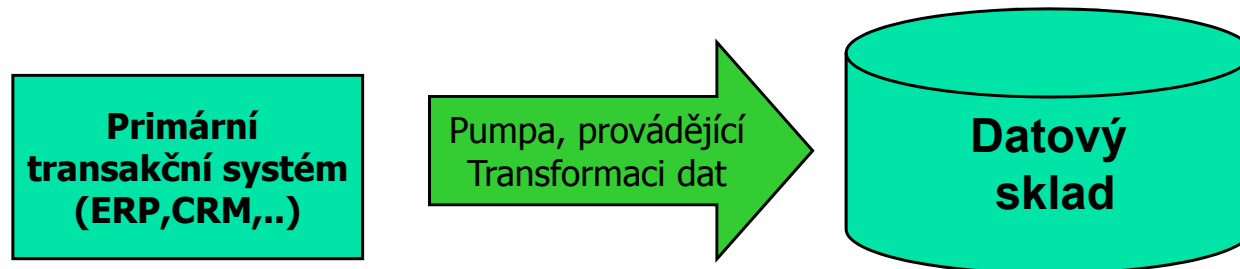 Primární
transakční systém
(ERP,CRM,..)
Pumpa, provádějící
Transformaci dat
Datový
sklad